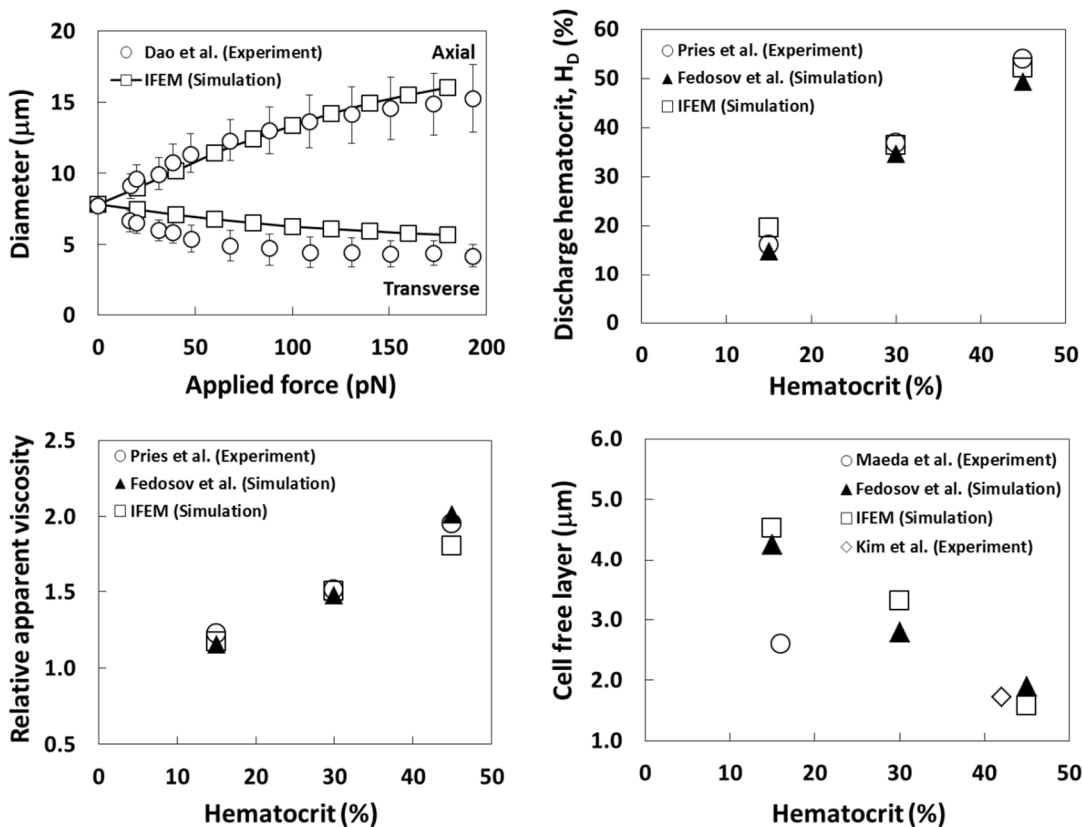 20
15
10
5
0
0
50
100
150
200
Diameter (μm)
Applied force (pN)
Dao et al. (Experiment)
IFEM (Simulation)
Axial
Transverse
60
50
40
30
20
10
0
0
10
20
30
40
50
Discharge hematocrit, H_D (%)
Hematocrit (%)
Pries et al. (Experiment)
Fedosov et al. (Simulation)
IFEM (Simulation)
2.5
2.0
1.5
1.0
0.5
0
10
20
30
40
50
Relative apparent viscosity
Hematocrit (%)
Pries et al. (Experiment)
Fedosov et al. (Simulation)
IFEM (Simulation)
6.0
5.0
4.0
3.0
2.0
1.0
0
10
20
30
40
50
Cell free layer (μm)
Hematocrit (%)
Maeda et al. (Experiment)
Fedosov et al. (Simulation)
IFEM (Simulation)
Kim et al. (Experiment)